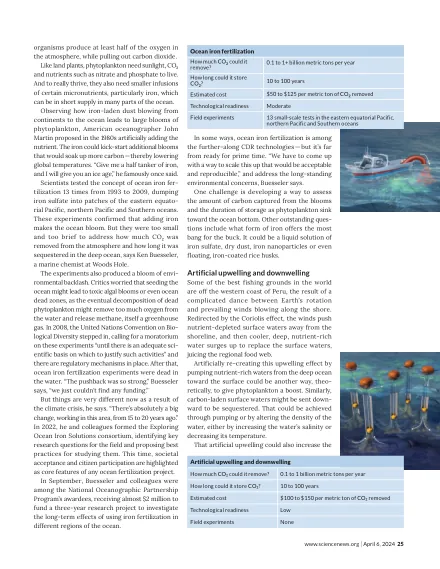 organisms produce at least half of the oxygen in
the atmosphere, while pulling out carbon dioxide.
Like land plants, phytoplankton need sunlight, CO₂
and nutrients such as nitrate and phosphate to live.
And to really thrive, they also need smaller infusions
of certain micronutrients, particularly iron, which
can be in short supply in many parts of the ocean.
Observing how iron-laden dust blowing from
continents to the ocean leads to large blooms of
phytoplankton, American oceanographer John
Martin proposed in the 1980s artificially adding the
nutrient. The iron could kick-start additional blooms
that would soak up more carbon — thereby lowering
global temperatures. “Give me a half tanker of iron,
and I will give you an ice age,” he famously once said.
Scientists tested the concept of ocean iron fer-
tilization 13 times from 1993 to 2009, dumping
iron sulfate into patches of the eastern equato-
rial Pacific, northern Pacific and Southern oceans.
These experiments confirmed that adding iron
makes the ocean bloom. But they were too small
and too brief to address how much CO₂ was
removed from the atmosphere and how long it was
sequestered in the deep ocean, says Ken Buesseler,
a marine chemist at Woods Hole.
The experiments also produced a bloom of envi-
ronmental backlash. Critics worried that seeding the
ocean might lead to toxic algal blooms or even ocean
dead zones, as the eventual decomposition of dead
phytoplankton might remove too much oxygen from
the water and release methane, itself a greenhouse
gas. In 2008, the United Nations Convention on Bio-
logical Diversity stepped in, calling for a moratorium
on these experiments “until there is an adequate sci-
entific basis on which to justify such activities” and
there are regulatory mechanisms in place. After that,
ocean iron fertilization experiments were dead in
the water. “The pushback was so strong,” Buesseler
says, “we just couldn't find any funding.”
But things are very different now as a result of
the climate crisis, he says. “There's absolutely a big
change, working in this area, from 15 to 20 years ago.”
In 2022, he and colleagues formed the Exploring
Ocean Iron Solutions consortium, identifying key
research questions for the field and proposing best
practices for studying them. This time, societal
acceptance and citizen participation are highlighted
as core features of any ocean fertilization project.
In September, Buesseler and colleagues were
among the National Oceanographic Partnership
Program's awardees, receiving almost $2 million to
fund a three-year research project to investigate
the long-term effects of using iron fertilization in
different regions of the ocean.
Ocean iron fertilization
How much CO₂ could it remove? 0.1 to 1+ billion metric tons per year
How long could it store CO₂? 10 to 100 years
Estimated cost $50 to $125 per metric ton of CO₂ removed
Technological readiness Moderate
Field experiments 13 small-scale tests in the eastern equatorial Pacific,
northern Pacific and Southern oceans
In some ways, ocean iron fertilization is among
the further-along CDR technologies — but it's far
from ready for prime time. “We have to come up
with a way to scale this up that would be acceptable
and reproducible,” and address the long-standing
environmental concerns, Buesseler says.
One challenge is developing a way to assess
the amount of carbon captured from the blooms
and the duration of storage as phytoplankton sink
toward the ocean bottom. Other outstanding ques-
tions include what form of iron offers the most
bang for the buck. It could be a liquid solution of
iron sulfate, dry dust, iron nanoparticles or even
floating, iron-coated rice husks.
Artificial upwelling and downwelling
Some of the best fishing grounds in the world
are off the western coast of Peru, the result of a
complicated dance between Earth's rotation
and prevailing winds blowing along the shore.
Redirected by the Coriolis effect, the winds push
nutrient-depleted surface waters away from the
shoreline, and then cooler, deep, nutrient-rich
water surges up to replace the surface waters,
juicing the regional food web.
Artificially re-creating this upwelling effect by
pumping nutrient-rich waters from the deep ocean
toward the surface could be another way, theo-
retically, to give phytoplankton a boost. Similarly,
carbon-laden surface waters might be sent down-
ward to be sequestered. That could be achieved
through pumping or by altering the density of the
water, either by increasing the water's salinity or
decreasing its temperature.
That artificial upwelling could also increase the
Artificial upwelling and downwelling
How much CO₂ could it remove? 0.1 to 1 billion metric tons per year
How long could it store CO₂? 10 to 100 years
Estimated cost $100 to $150 per metric ton of CO₂ removed
Technological readiness Low
Field experiments None
www.sciencenews.org | April 6, 2024 25